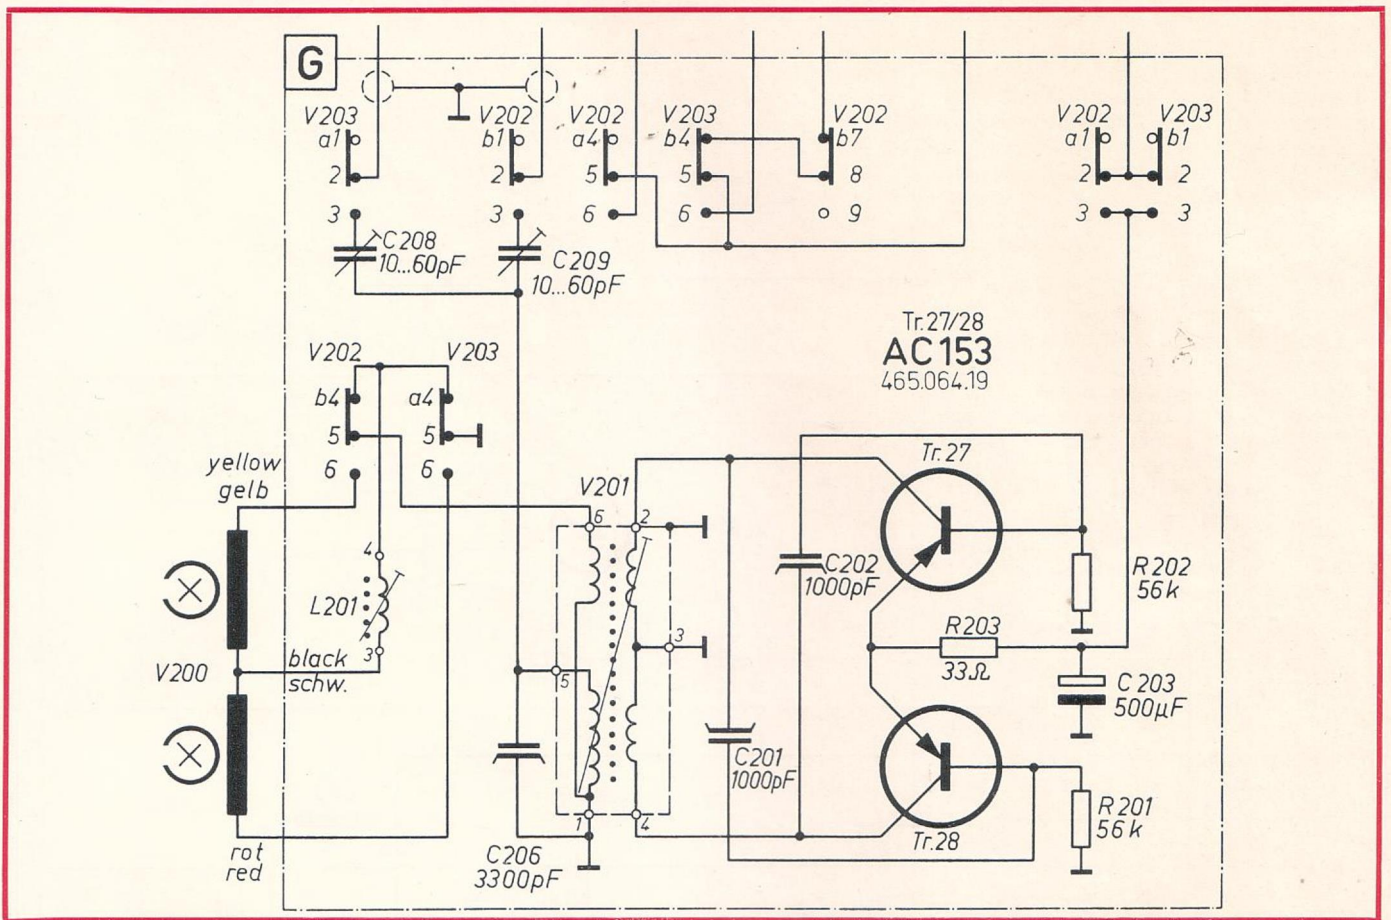 G
V203
a1
2
3
V202
b1
2
3
V202
a4
5
6
V203
b4
5
6
V202
b7
8
9
V202
a1
2
3
V203
b1
2
3
C208
10...60pF
C209
10...60pF
Tr.27/28
AC153
465.064.19
V202
b4
5
6
V203
a4
5
6
yellow
gelb
V201
6
2
Tr.27
4
L201
3
C202
1000pF
R202
56k
3
R203
33Ω
black
schw.
V200
5
C203
500µF
C201
1000pF
R201
56k
1
4
Tr.28
rot
red
C206
3300pF